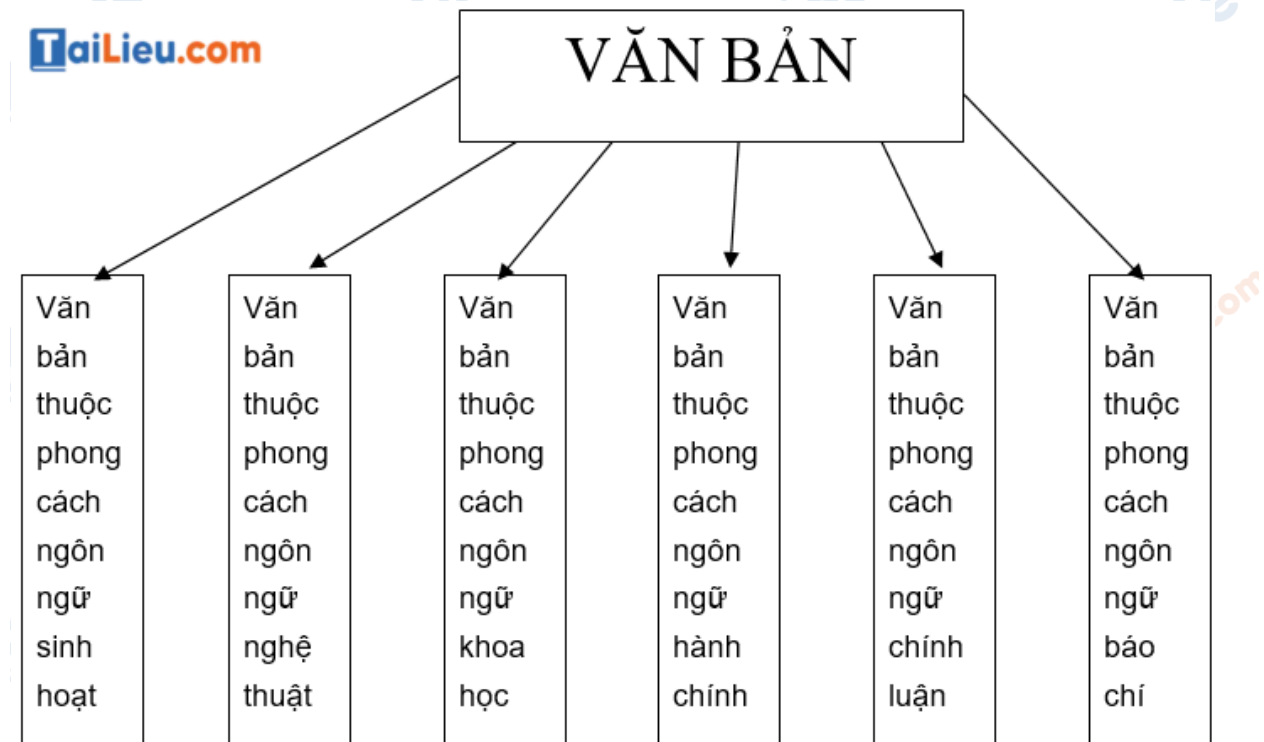 TaiLieu.com
VĂN BẢN
Văn
bản
thuộc
phong
cách
ngôn
ngữ
sinh
hoạt
Văn
bản
thuộc
phong
cách
ngôn
ngữ
nghệ
thuật
Văn
bản
thuộc
phong
cách
ngôn
ngữ
khoa
học
Văn
bản
thuộc
phong
cách
ngôn
ngữ
hành
chính
Văn
bản
thuộc
phong
cách
ngôn
ngữ
chính
luận
Văn
bản
thuộc
phong
cách
ngôn
ngữ
báo
chí